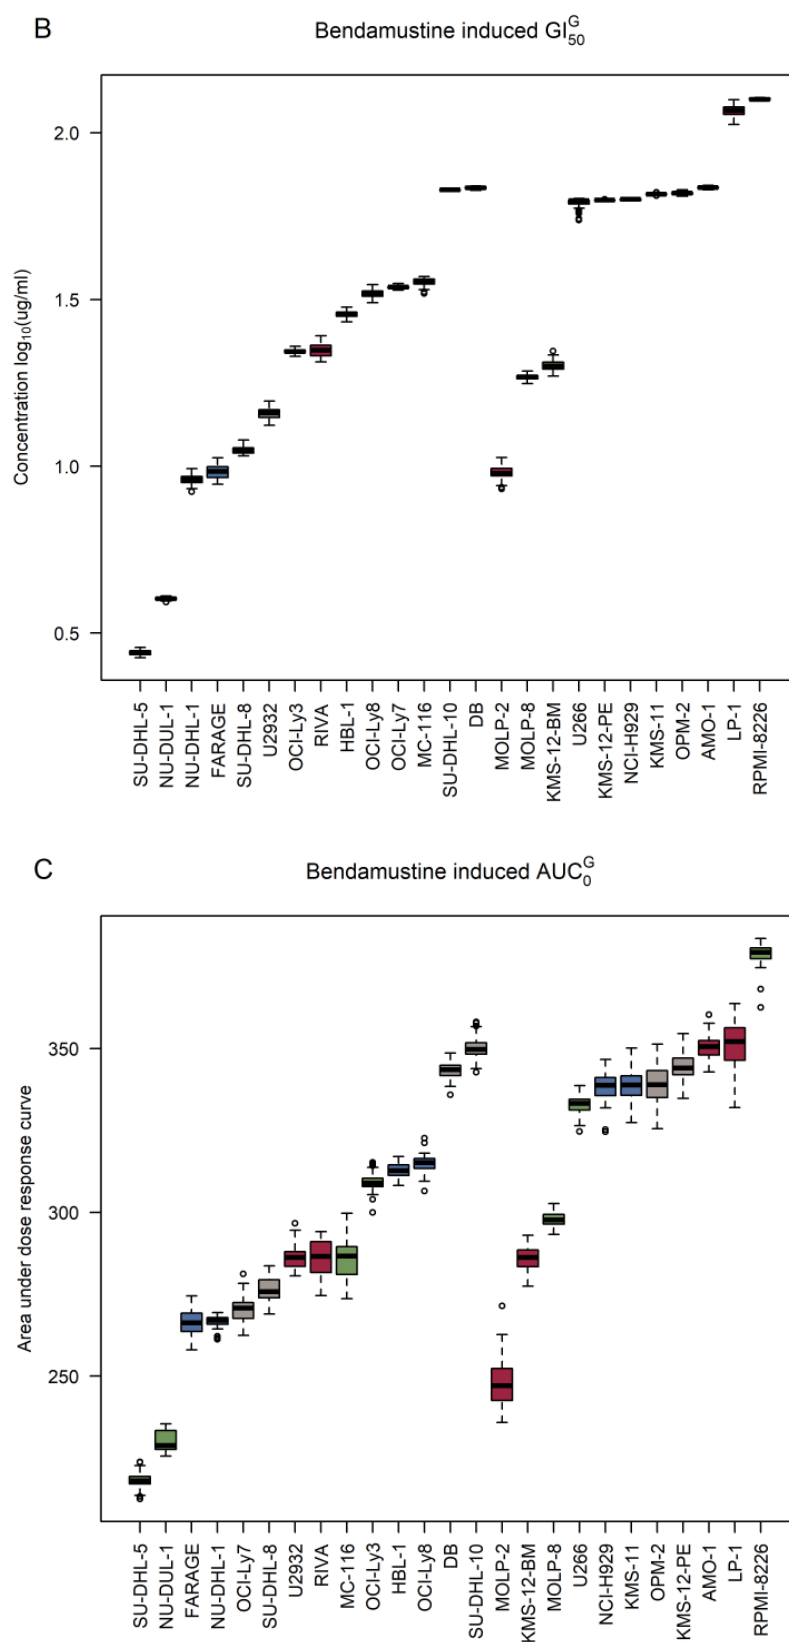 B
Bendamustine induced GI₅₀ᴳ
Concentration log₁₀(ug/ml)
2.0
1.5
1.0
0.5
SU-DHL-5
NU-DUL-1
NU-DHL-1
FARAGE
SU-DHL-8
U2932
OCI-Ly3
RIVA
HBL-1
OCI-Ly8
OCI-Ly7
MC-116
SU-DHL-10
DB
MOLP-2
MOLP-8
KMS-12-BM
U266
KMS-12-PE
NCI-H929
KMS-11
OPM-2
AMO-1
LP-1
RPMI-8226
C
Bendamustine induced AUC₀ᴳ
Area under dose response curve
350
300
250
SU-DHL-5
NU-DUL-1
FARAGE
NU-DHL-1
OCI-Ly7
SU-DHL-8
U2932
RIVA
MC-116
OCI-Ly3
HBL-1
OCI-Ly8
DB
SU-DHL-10
MOLP-2
KMS-12-BM
MOLP-8
U266
NCI-H929
KMS-11
OPM-2
KMS-12-PE
AMO-1
LP-1
RPMI-8226